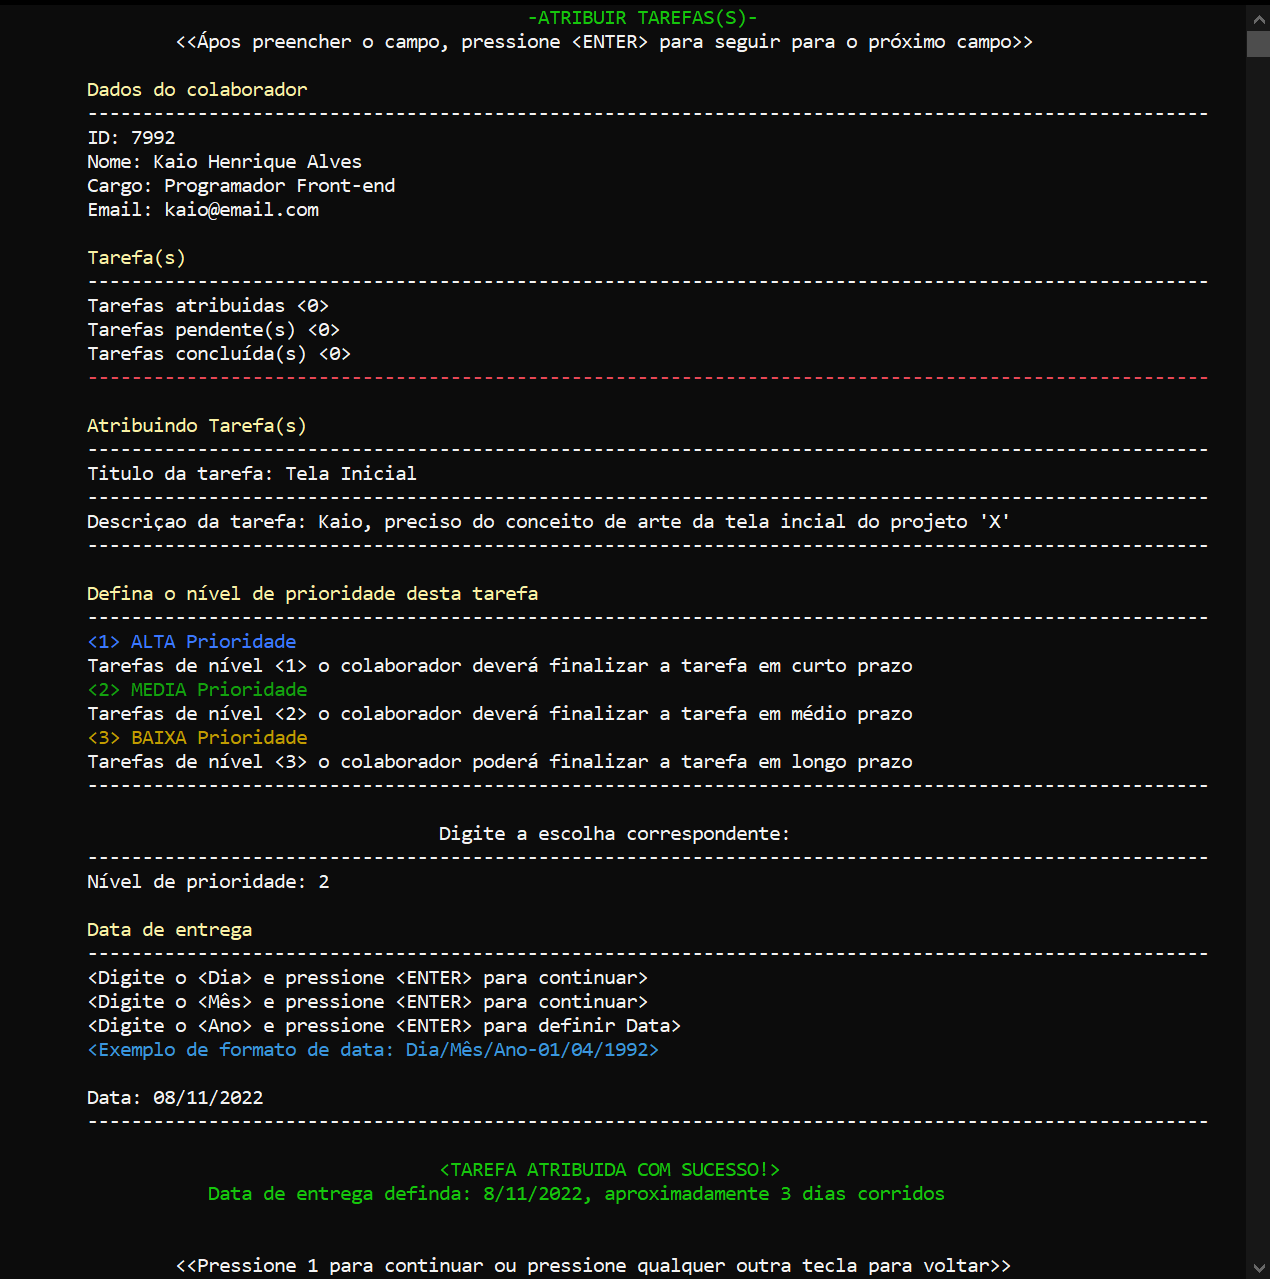 -ATRIBUIR TAREFAS(S)-
<<Ápos preencher o campo, pressione <ENTER> para seguir para o próximo campo>>
Dados do colaborador
------------------------------------------------------------------------------------------------------
ID: 7992
Nome: Kaio Henrique Alves
Cargo: Programador Front-end
Email: kaio@email.com
Tarefa(s)
------------------------------------------------------------------------------------------------------
Tarefas atribuidas <0>
Tarefas pendente(s) <0>
Tarefas concluída(s) <0>
------------------------------------------------------------------------------------------------------
Atribuindo Tarefa(s)
------------------------------------------------------------------------------------------------------
Titulo da tarefa: Tela Inicial
------------------------------------------------------------------------------------------------------
Descriçao da tarefa: Kaio, preciso do conceito de arte da tela incial do projeto 'X'
------------------------------------------------------------------------------------------------------
Defina o nível de prioridade desta tarefa
------------------------------------------------------------------------------------------------------
<1> ALTA Prioridade
Tarefas de nível <1> o colaborador deverá finalizar a tarefa em curto prazo
<2> MEDIA Prioridade
Tarefas de nível <2> o colaborador deverá finalizar a tarefa em médio prazo
<3> BAIXA Prioridade
Tarefas de nível <3> o colaborador poderá finalizar a tarefa em longo prazo
------------------------------------------------------------------------------------------------------
Digite a escolha correspondente:
------------------------------------------------------------------------------------------------------
Nível de prioridade: 2
Data de entrega
------------------------------------------------------------------------------------------------------
<Digite o <Dia> e pressione <ENTER> para continuar>
<Digite o <Mês> e pressione <ENTER> para continuar>
<Digite o <Ano> e pressione <ENTER> para definir Data>
<Exemplo de formato de data: Dia/Mês/Ano-01/04/1992>
Data: 08/11/2022
------------------------------------------------------------------------------------------------------
<TAREFA ATRIBUIDA COM SUCESSO!>
Data de entrega definda: 8/11/2022, aproximadamente 3 dias corridos
<<Pressione 1 para continuar ou pressione qualquer outra tecla para voltar>>